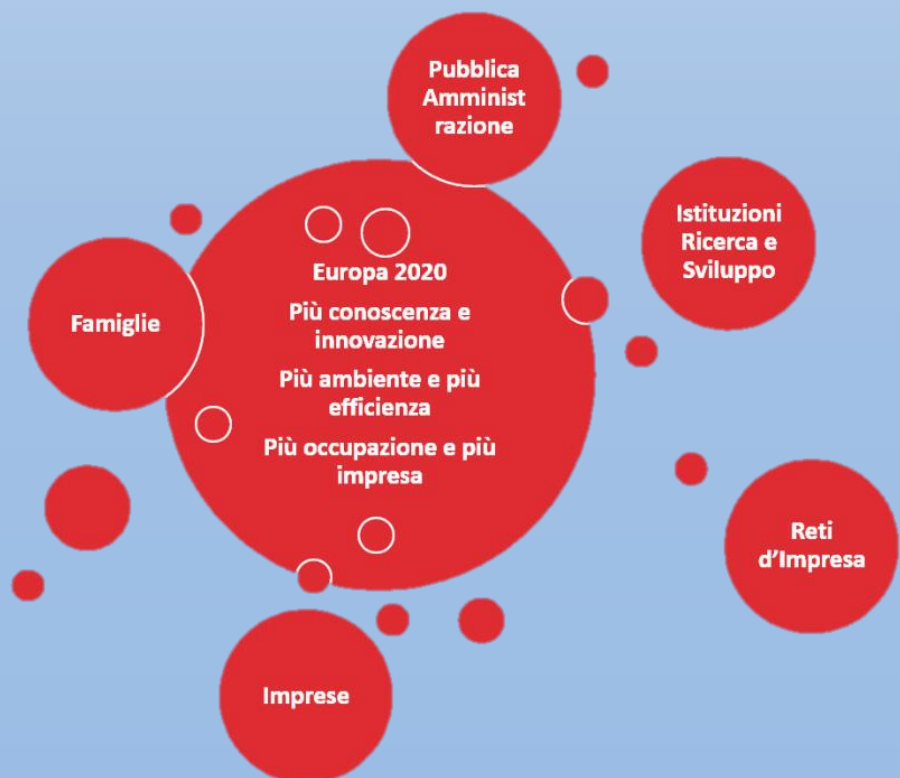 Pubblica
Amminist
razione
Istituzioni
Ricerca e
Sviluppo
Europa 2020
Più conoscenza e
innovazione
Più ambiente e più
efficienza
Più occupazione e più
impresa
Famiglie
Reti
d’Impresa
Imprese